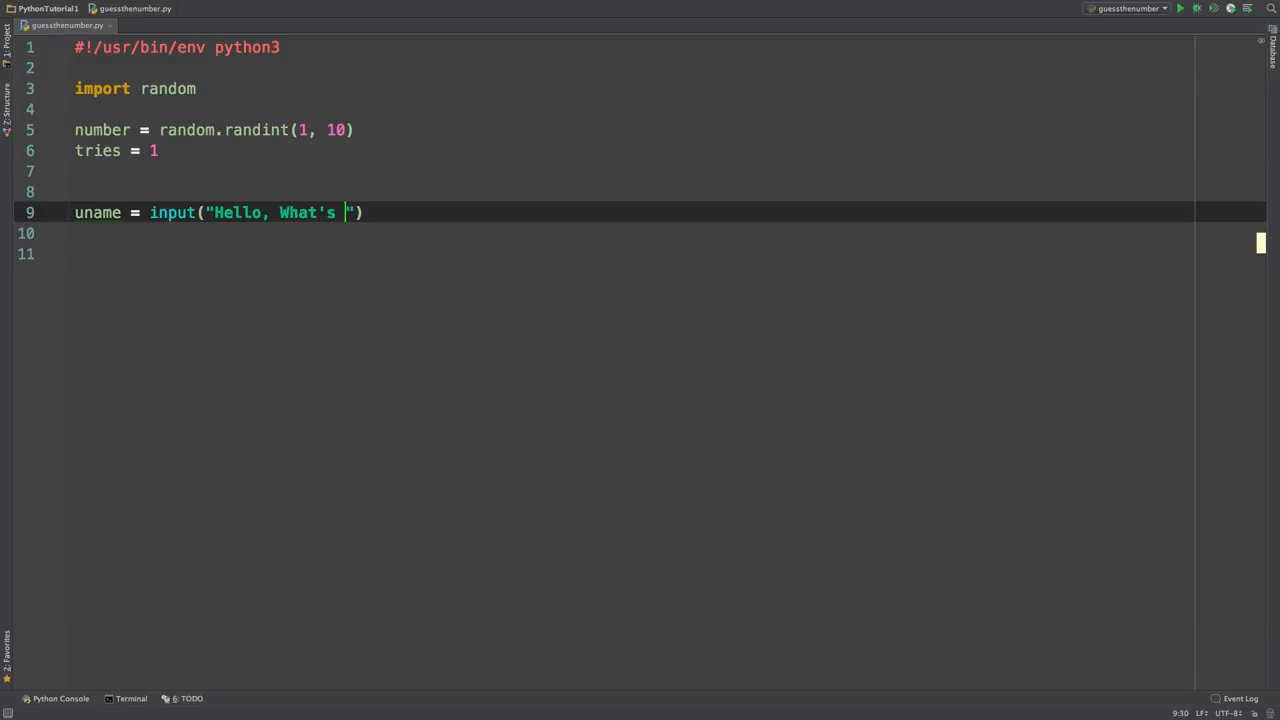 PythonTutorial1 guessthenumber.py guessthenumber
guessthenumber.py
1: Project
Z: Structure
2: Favorites
Database
1 #!/usr/bin/env python3
2
3 import random
4
5 number = random.randint(1, 10)
6 tries = 1
7
8
9 uname = input("Hello, What's ")
10
11
Python Console Terminal 6: TODO Event Log
9:30 LF÷ UTF-8÷